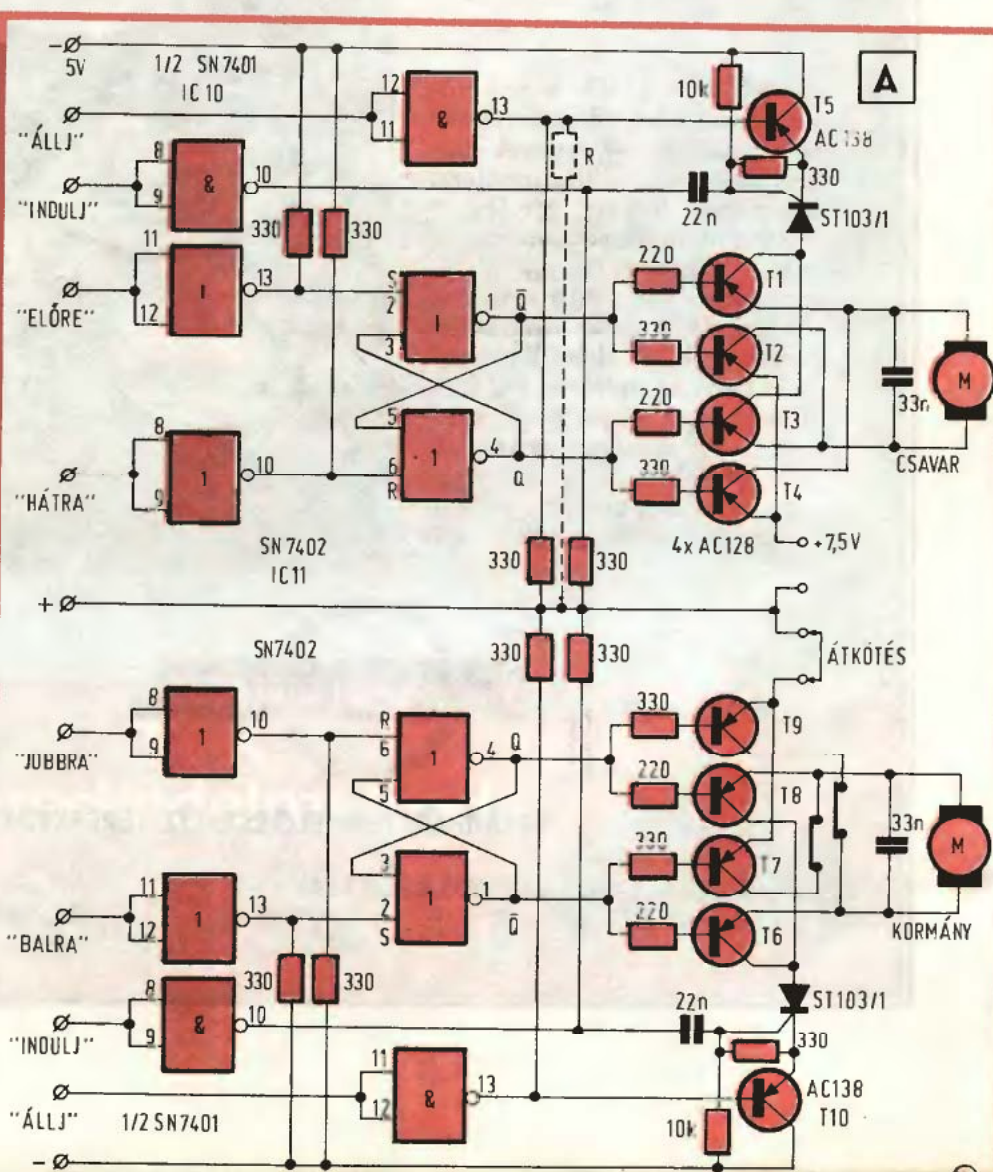 -
5V
1/2 SN7401
IC 10
"ÁLLJ"
12
11
&
13
10k
T5
AC138
A
R
330
"INDULJ"
8
9
&
10
22n
ST103/1
330
330
"ELŐRE"
11
12
1
13
S
2
3
1
1
Q̅
220
T1
330
T2
33n
M
CSAVAR
"HÁTRA"
8
9
1
10
5
6
R
1
4
Q
220
T3
330
T4
4x AC128
+7,5V
SN7402
IC11
330
330
+
SN7402
330
330
ÁTKÖTÉS
"JOBBRA"
8
9
1
10
R
6
5
1
4
Q
330
T9
220
T8
33n
M
KORMÁNY
"BALRA"
11
12
1
13
3
2
S
1
1
Q̅
330
T7
220
T6
330
330
"INDULJ"
8
9
&
10
22n
ST103/1
330
"ÁLLJ"
1/2 SN7401
11
12
&
13
10k
AC138
T10
-